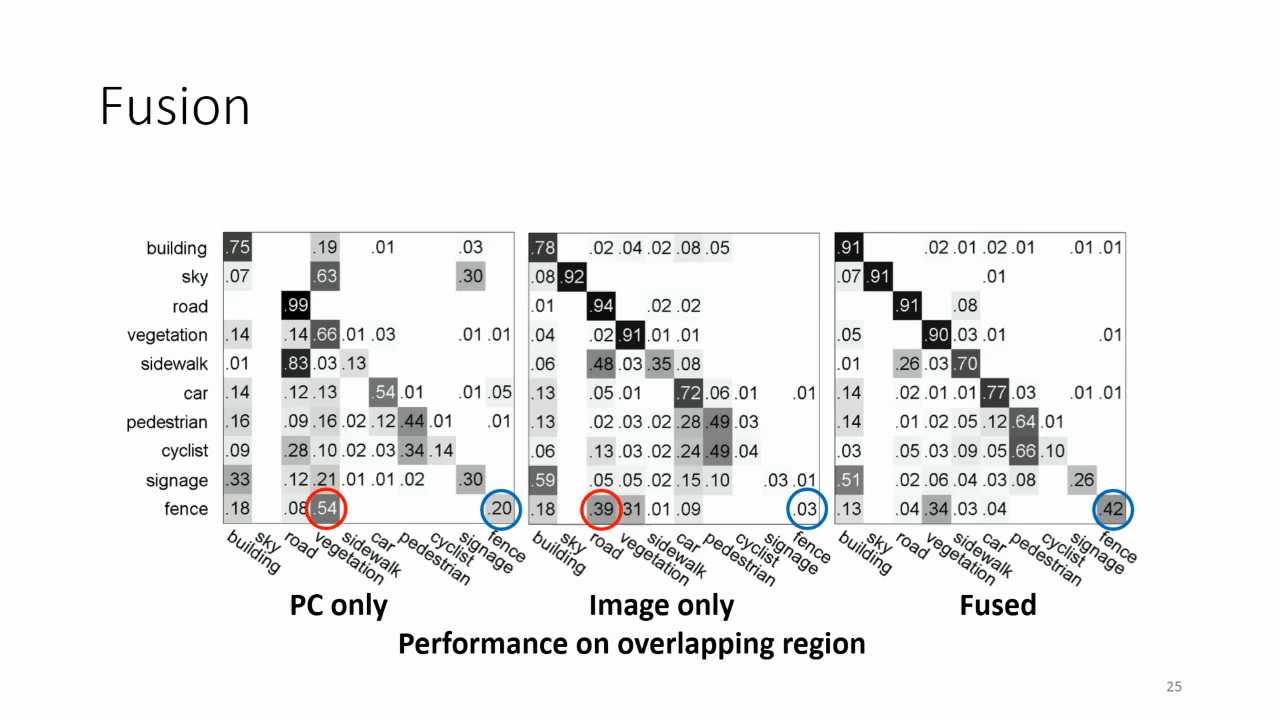 Fusion
building .75 .19 .01 .03 .78 .02 .04 .02 .08 .05 .91 .02 .01 .02 .01 .01 .01
sky .07 .63 .30 .08 .92 .07 .91 .01
road .99 .01 .94 .02 .02 .91 .08
vegetation .14 .14 .66 .01 .03 .01 .01 .04 .02 .91 .01 .01 .05 .90 .03 .01 .01
sidewalk .01 .83 .03 .13 .06 .48 .03 .35 .08 .01 .26 .03 .70
car .14 .12 .13 .54 .01 .01 .05 .13 .05 .01 .72 .06 .01 .01 .14 .02 .01 .01 .77 .03 .01 .01
pedestrian .16 .09 .16 .02 .12 .44 .01 .01 .13 .02 .03 .02 .28 .49 .03 .14 .01 .02 .05 .12 .64 .01
cyclist .09 .28 .10 .02 .03 .34 .14 .06 .13 .03 .02 .24 .49 .04 .03 .05 .03 .09 .05 .66 .10
signage .33 .12 .21 .01 .01 .02 .30 .59 .05 .05 .02 .15 .10 .03 .01 .51 .02 .06 .04 .03 .08 .26
fence .18 .08 .54 .20 .18 .39 .31 .01 .09 .03 .13 .04 .34 .03 .04 .42
building sky road vegetation sidewalk car pedestrian cyclist signage fence building sky road vegetation sidewalk car pedestrian cyclist signage fence building sky road vegetation sidewalk car pedestrian cyclist signage fence
PC only Image only Fused
Performance on overlapping region
25